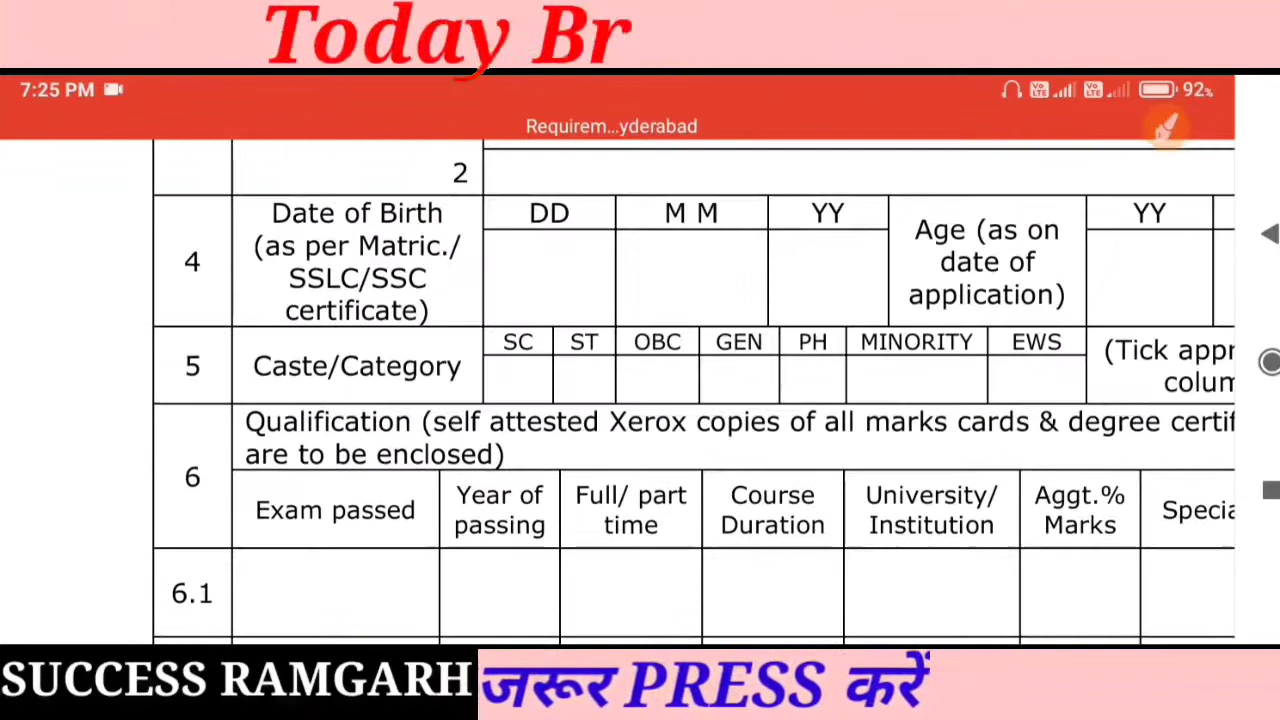 Today Br
7:25 PM
92%
Requirem...yderabad
2
4
Date of Birth
(as per Matric./
SSLC/SSC
certificate)
DD
M M
YY
Age (as on
date of
application)
YY
5
Caste/Category
SC
ST
OBC
GEN
PH
MINORITY
EWS
(Tick appr
colum
6
Qualification (self attested Xerox copies of all marks cards & degree certif
are to be enclosed)
Exam passed
Year of
passing
Full/ part
time
Course
Duration
University/
Institution
Aggt.%
Marks
Specia
6.1
SUCCESS RAMGARH
जरूर PRESS करें